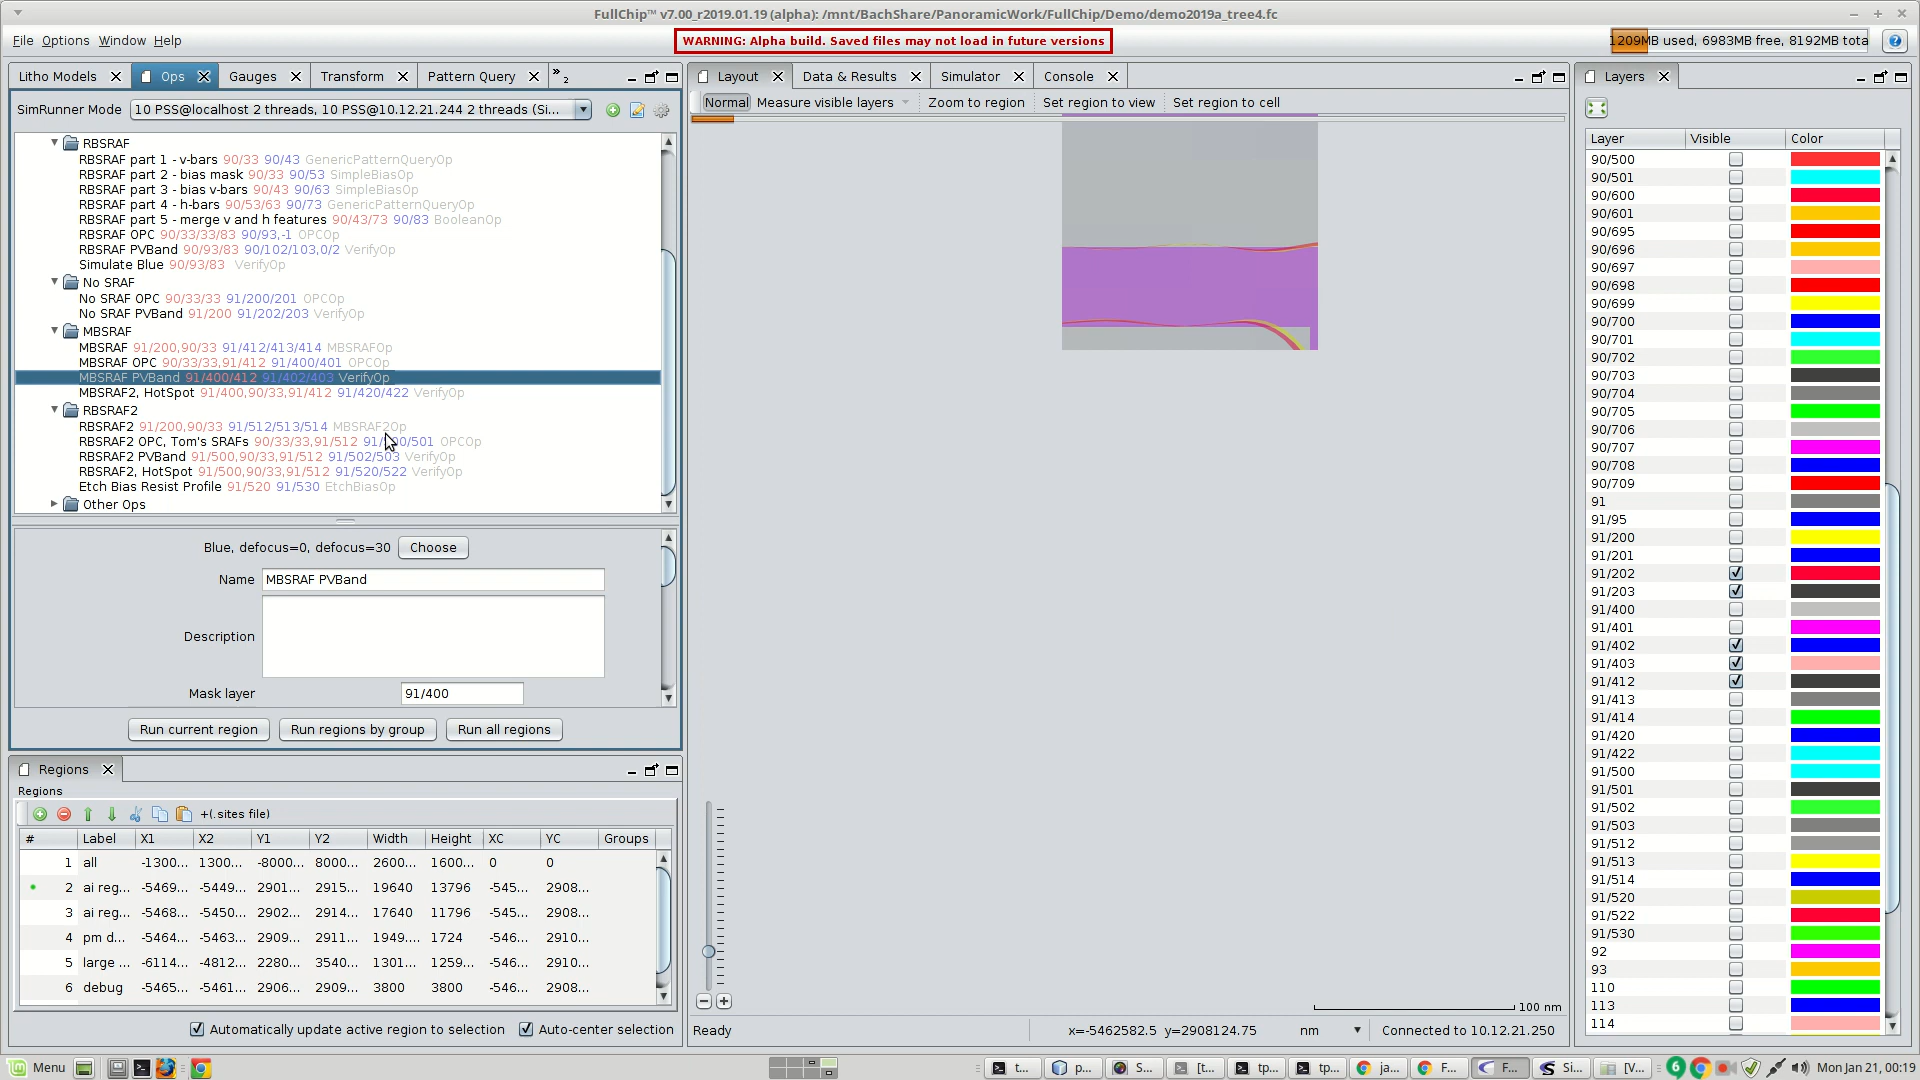 FullChip™ v7.00_r2019.01.19 (alpha): /mnt/BachShare/PanoramicWork/FullChip/Demo/demo2019a_tree4.fc
File Options Window Help
WARNING: Alpha build. Saved files may not load in future versions
1209MB used, 6983MB free, 8192MB tota
Litho Models Ops Gauges Transform Pattern Query » 2
SimRunner Mode 10 PSS@localhost 2 threads, 10 PSS@10.12.21.244 2 threads (Si...
RBSRAF
RBSRAF part 1 - v-bars 90/33 90/43 GenericPatternQueryOp
RBSRAF part 2 - bias mask 90/33 90/53 SimpleBiasOp
RBSRAF part 3 - bias v-bars 90/43 90/63 SimpleBiasOp
RBSRAF part 4 - h-bars 90/53/63 90/73 GenericPatternQueryOp
RBSRAF part 5 - merge v and h features 90/43/73 90/83 BooleanOp
RBSRAF OPC 90/33/33/83 90/93,-1 OPCOp
RBSRAF PVBand 90/93/83 90/102/103,0/2 VerifyOp
Simulate Blue 90/93/83 VerifyOp
No SRAF
No SRAF OPC 90/33/33 91/200/201 OPCOp
No SRAF PVBand 91/200 91/202/203 VerifyOp
MBSRAF
MBSRAF 91/200,90/33 91/412/413/414 MBSRAFOp
MBSRAF OPC 90/33/33,91/412 91/400/401 OPCOp
MBSRAF PVBand 91/400/412 91/402/403 VerifyOp
MBSRAF2, HotSpot 91/400,90/33,91/412 91/420/422 VerifyOp
RBSRAF2
RBSRAF2 91/200,90/33 91/512/513/514 MBSRAF2Op
RBSRAF2 OPC, Tom's SRAFs 90/33/33,91/512 OPCOp
RBSRAF2 PVBand 91/500,90/33,91/512 91/502/503 VerifyOp
RBSRAF2, HotSpot 91/500,90/33,91/512 91/520/522 VerifyOp
Etch Bias Resist Profile 91/520 91/530 EtchBiasOp
Other Ops
Blue, defocus=0, defocus=30 Choose
Name MBSRAF PVBand
Description
Mask layer 91/400
Run current region Run regions by group Run all regions
Regions
Regions
+(.sites file)
# Label X1 X2 Y1 Y2 Width Height XC YC Groups
1 all -1300... 1300... -8000... 8000... 2600... 1600... 0 0
2 ai reg... -5469... -5449... 2901... 2915... 19640 13796 -545... 2908...
3 ai reg... -5468... -5450... 2902... 2914... 17640 11796 -545... 2908...
4 pm d... -5464... -5463... 2909... 2911... 1949.... 1724 -546... 2910...
5 large ... -6114... -4812... 2280... 3540... 1301... 1259... -546... 2910...
6 debug -5465... -5461... 2906... 2909... 3800 3800 -546... 2908...
Automatically update active region to selection Auto-center selection
Layout Data & Results Simulator Console
Normal Measure visible layers Zoom to region Set region to view Set region to cell
100 nm
Ready x=-5462582.5 y=2908124.75 nm Connected to 10.12.21.250
Layers
Layer Visible Color
90/500
90/501
90/600
90/601
90/695
90/696
90/697
90/698
90/699
90/700
90/701
90/702
90/703
90/704
90/705
90/706
90/707
90/708
90/709
91
91/95
91/200
91/201
91/202
91/203
91/400
91/401
91/402
91/403
91/412
91/413
91/414
91/420
91/422
91/500
91/501
91/502
91/503
91/512
91/513
91/514
91/520
91/522
91/530
92
93
110
113
114
Menu t... p... S... [t... tp... tp... ja... F... F... Si... [V... 6 Mon Jan 21, 00:19